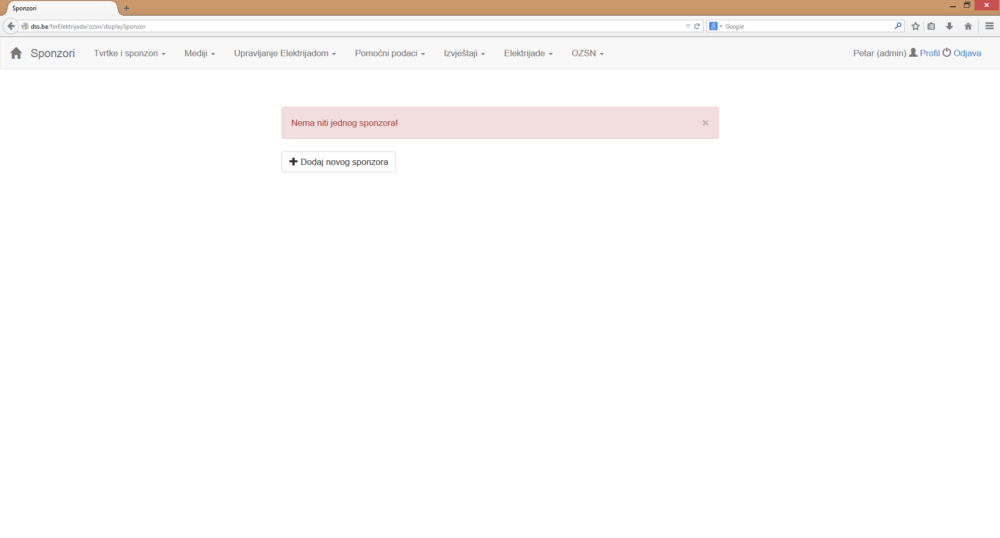 Sponzori
dss.ba/ferElektrijada/ozsn/displaySponzor
Google
Sponzori Tvrtke i sponzori Mediji Upravljanje Elektrijadom Pomoćni podaci Izvještaji Elektrijade OZSN Petar (admin) Profil Odjava
Nema niti jednog sponzora!
Dodaj novog sponzora